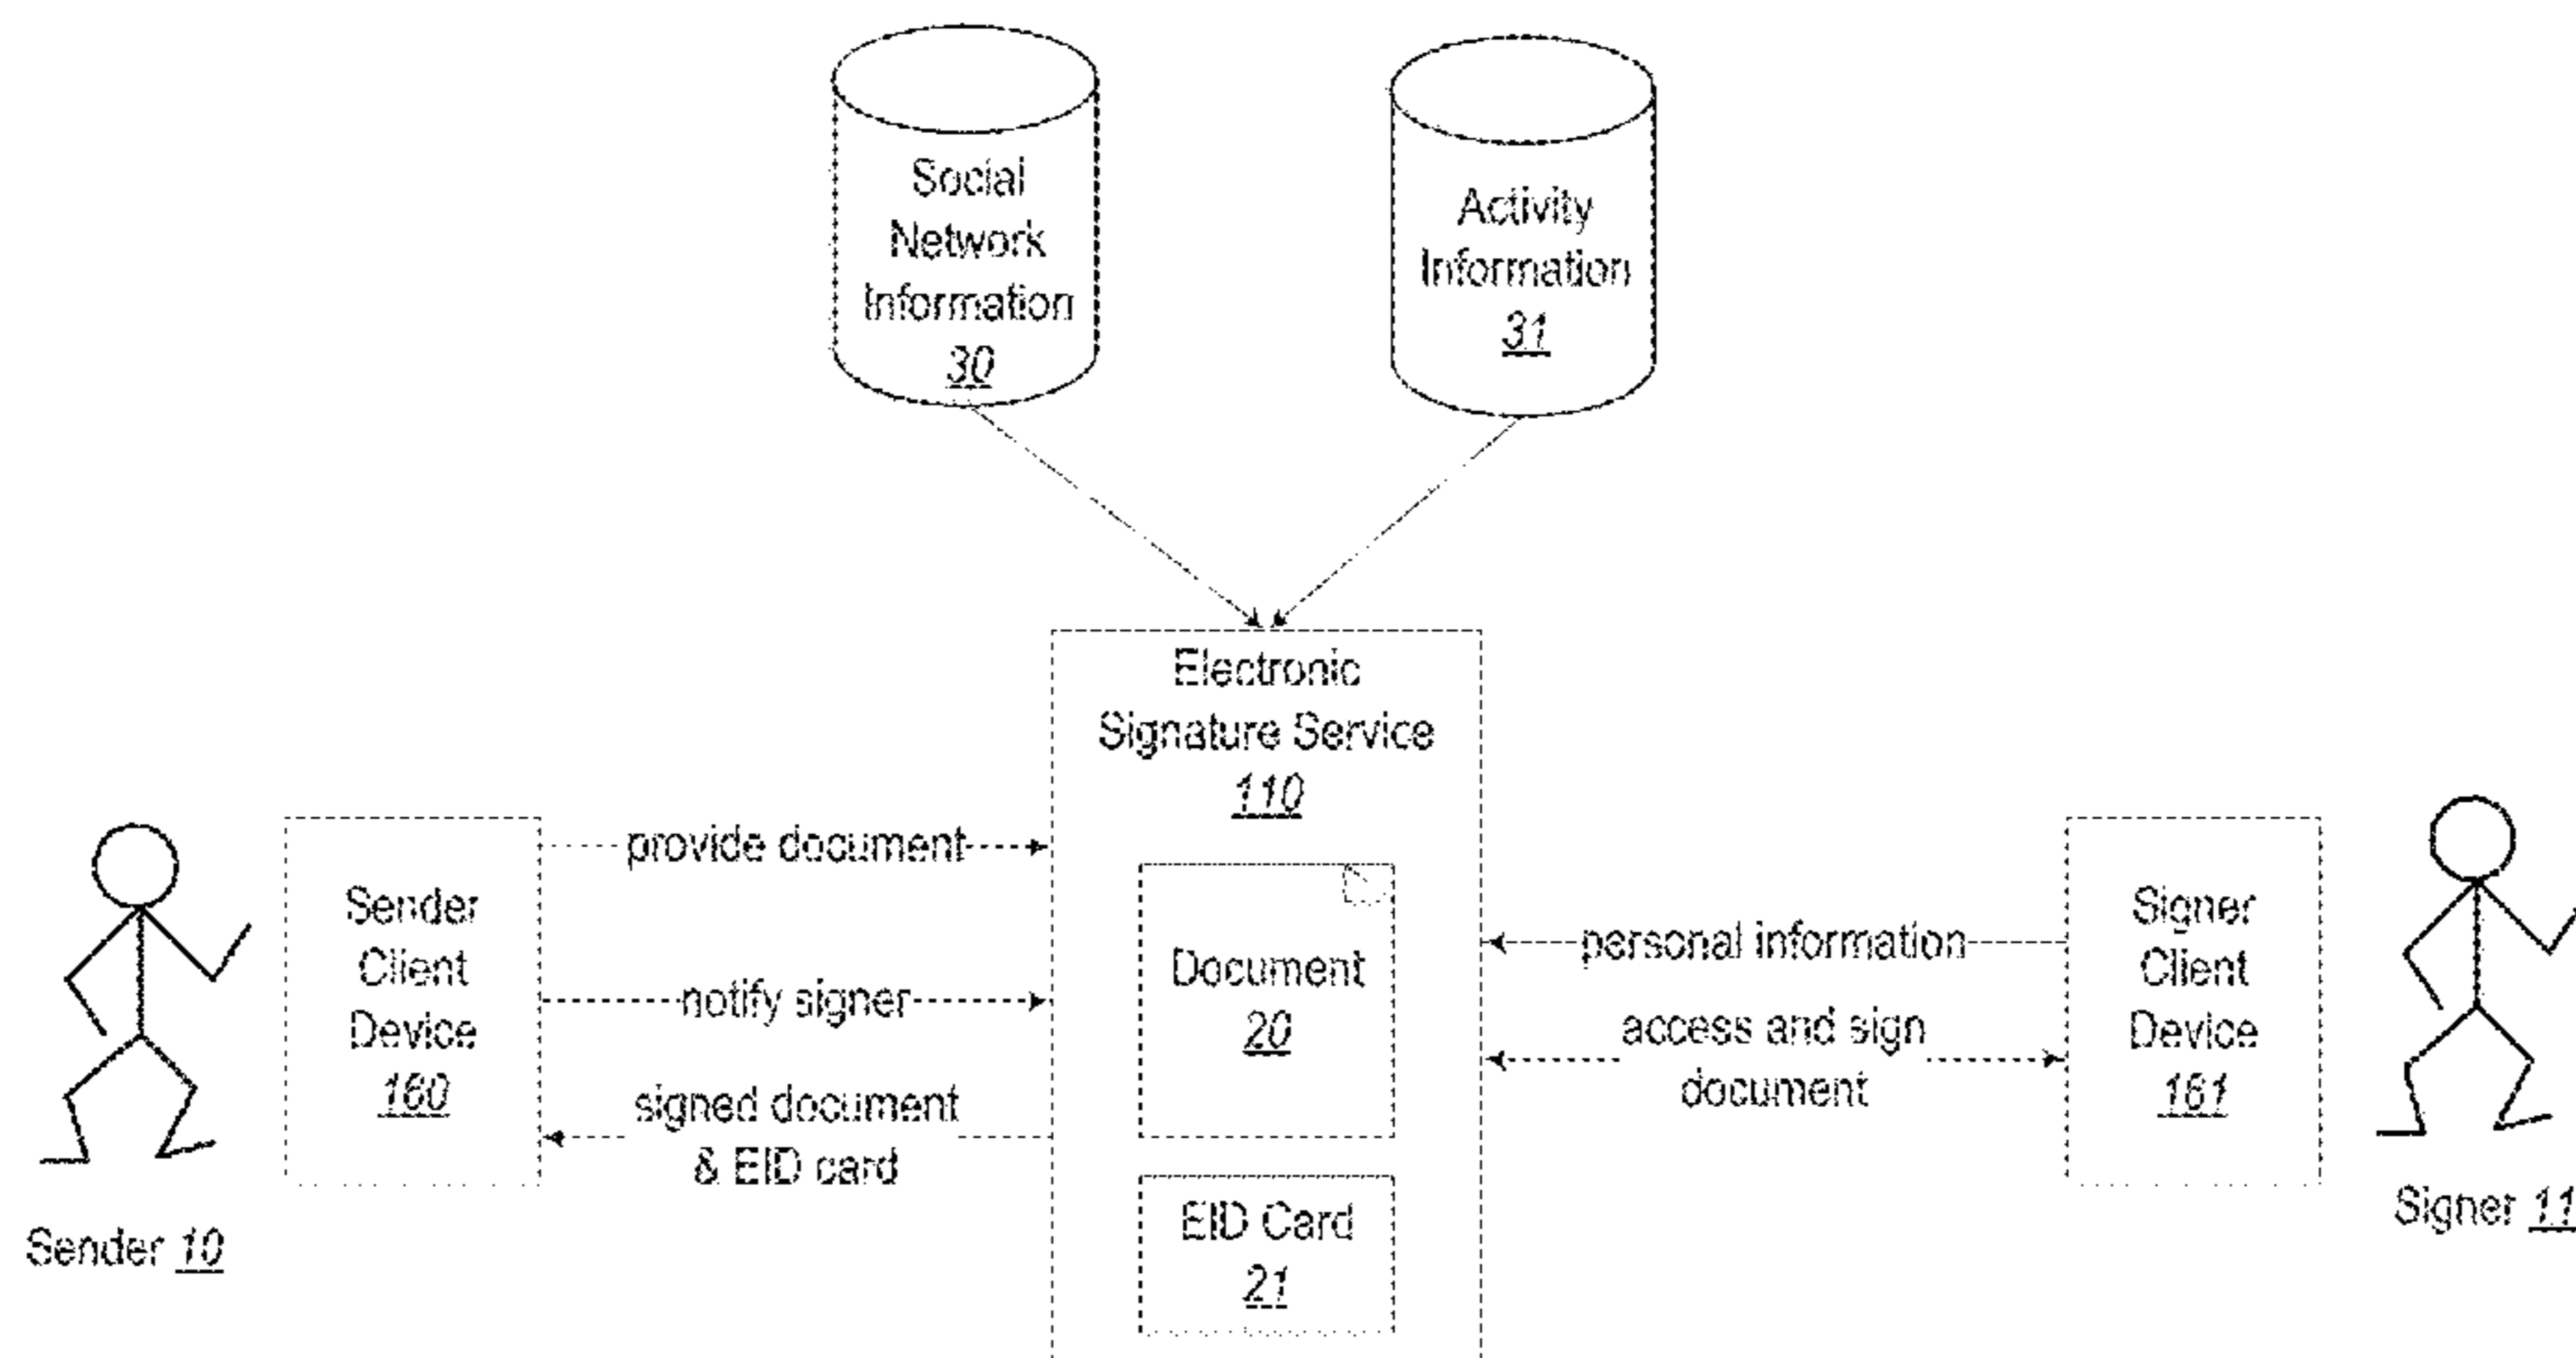 Social
Network
Information
30
Activity
Information
31
Electronic
Signature Service
110
provide document
Sender
Client
Device
160
notify signer
signed document
& EID card
Document
20
EID Card
21
personal information
access and sign
document
Signer
Client
Device
161
Sender 10
Signer 11